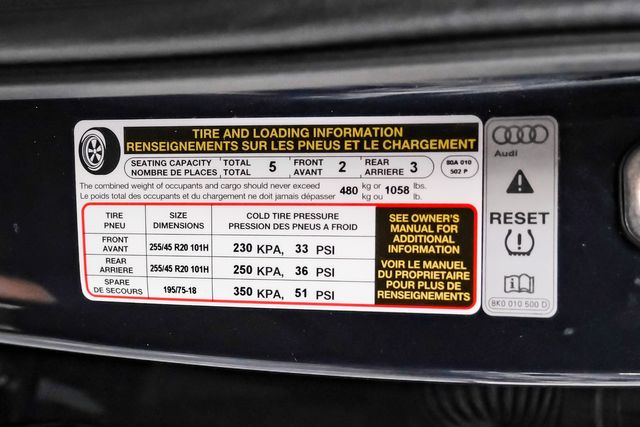 TIRE AND LOADING INFORMATION
RENSEIGNEMENTS SUR LES PNEUS ET LE CHARGEMENT
SEATING CAPACITY TOTAL 5 FRONT 2 REAR 3
NOMBRE DE PLACES TOTAL AVANT ARRIERE
80A 010
502 P
The combined weight of occupants and cargo should never exceed 480 kg or 1058 lbs.
Le poids total des occupants et du chargement ne doit jamais dépasser kg ou lb.
TIRE SIZE COLD TIRE PRESSURE
PNEU DIMENSIONS PRESSION DES PNEUS A FROID
FRONT
AVANT 255/45 R20 101H 230 KPA, 33 PSI
REAR
ARRIERE 255/45 R20 101H 250 KPA, 36 PSI
SPARE
DE SECOURS 195/75-18 350 KPA, 51 PSI
SEE OWNER'S
MANUAL FOR
ADDITIONAL
INFORMATION
VOIR LE MANUEL
DU PROPRIETAIRE
POUR PLUS DE
RENSEIGNEMENTS
Audi
RESET
8K0 010 500 D